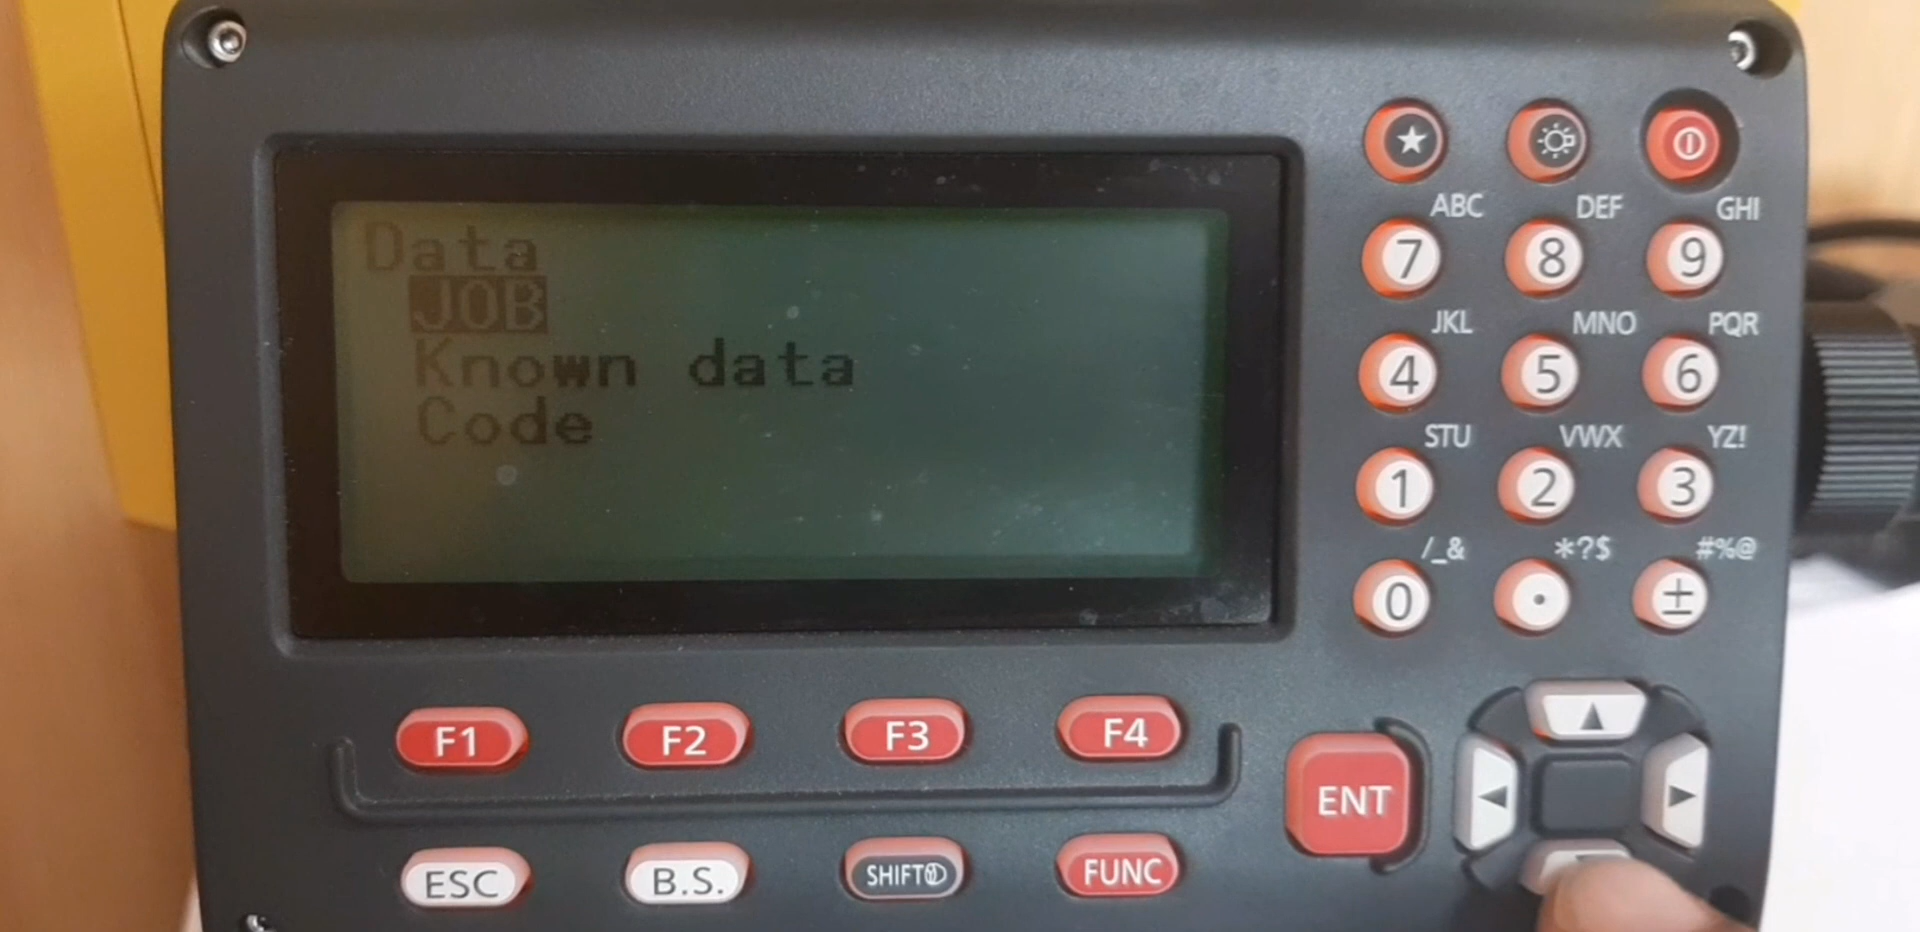 Data
JOB
Known data
Code
ABC DEF GHI
7 8 9
JKL MNO PQR
4 5 6
STU VWX YZ!
1 2 3
/_& *?$ #%@
0 • ±
F1 F2 F3 F4
ENT
ESC B.S. SHIFT FUNC